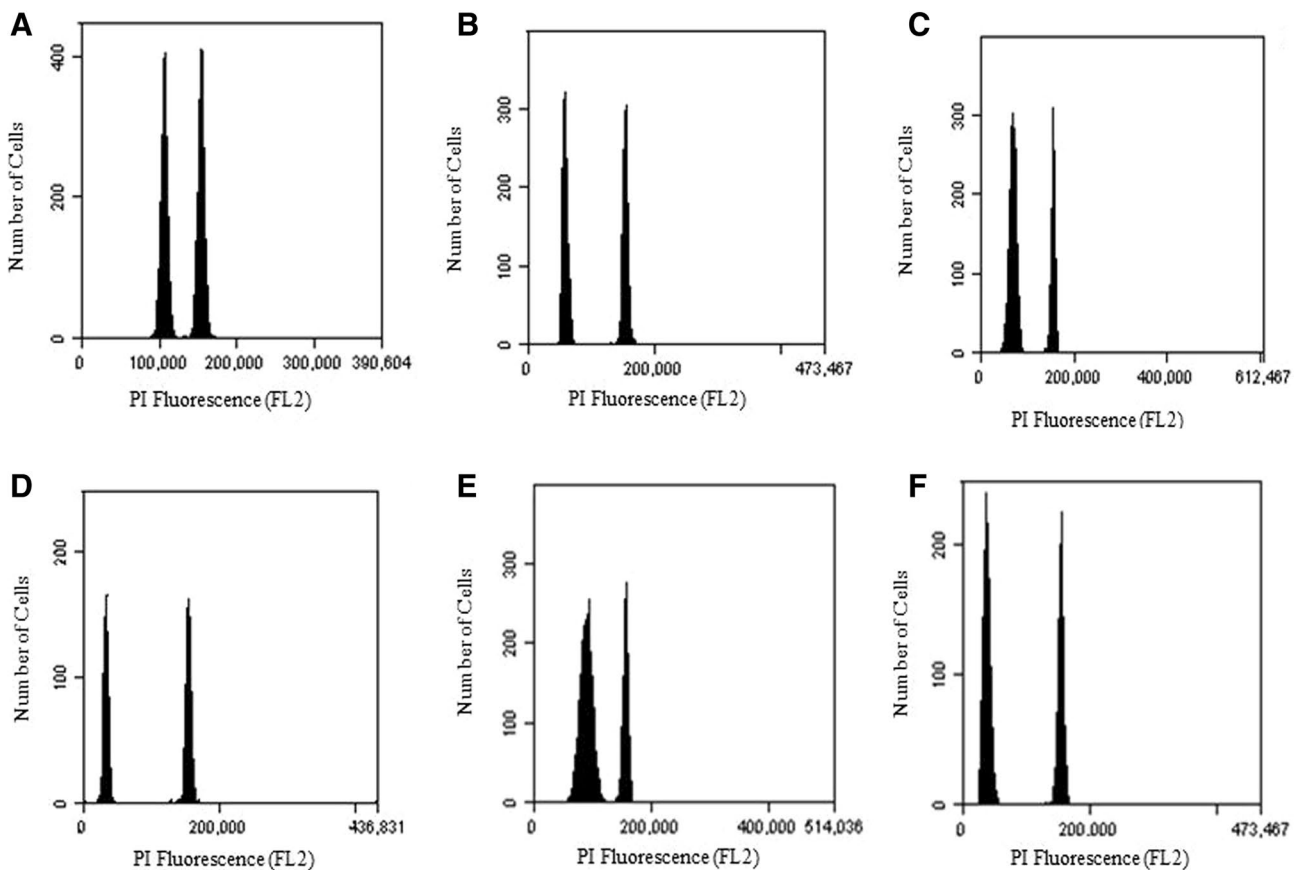 A
Number of Cells
400
200
0
0 100,000 200,000 300,000 390,604
PI Fluorescence (FL2)
B
Number of Cells
300
200
100
0
0 200,000 473,467
PI Fluorescence (FL2)
C
Number of Cells
300
200
100
0
0 200,000 400,000 612,467
PI Fluorescence (FL2)
D
Number of Cells
200
100
0
0 200,000 436,831
PI Fluorescence (FL2)
E
Number of Cells
300
200
100
0
0 200,000 400,000 514,036
PI Fluorescence (FL2)
F
Number of Cells
200
100
0
0 200,000 473,467
PI Fluorescence (FL2)